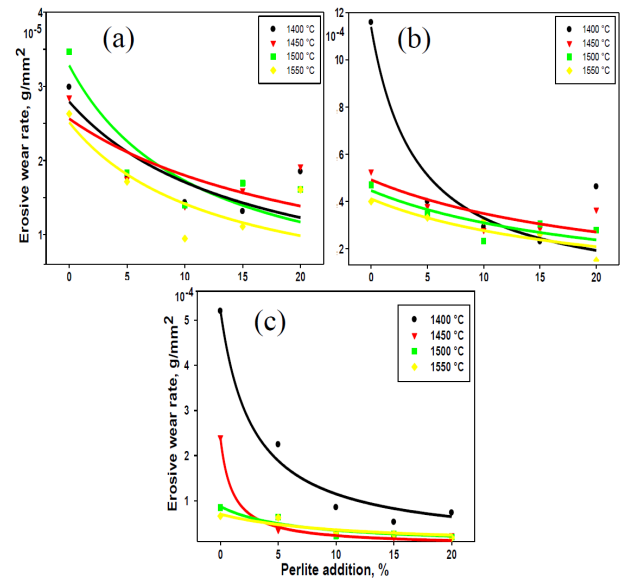 (a)
10-5
Erosive wear rate, g/mm2
3
2
1
0 5 10 15 20
1400 °C
1450 °C
1500 °C
1550 °C
(b)
10-4
12
10
8
6
4
2
0 5 10 15 20
1400 °C
1450 °C
1500 °C
1550 °C
(c)
10-4
Erosive wear rate, g/mm2
5
4
3
2
1
0 5 10 15 20
Perlite addition, %
1400 °C
1450 °C
1500 °C
1550 °C